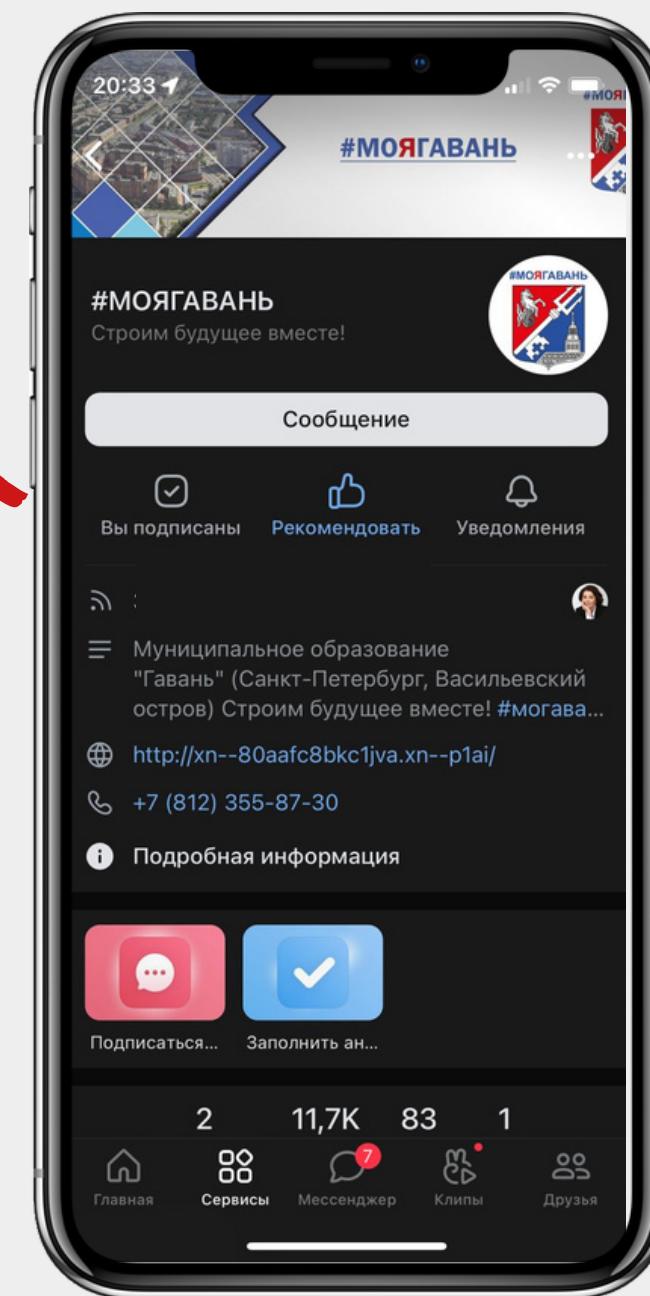 20:33
#МОЯ
#МОЯГАВАНЬ
#МОЯГАВАНЬ
#МОЯГАВАНЬ
Строим будущее вместе!
Сообщение
Вы подписаны Рекомендовать Уведомления
Муниципальное образование
"Гавань" (Санкт-Петербург, Васильевский
остров) Строим будущее вместе! #могава...
http://xn--80aafc8bkc1jva.xn--p1ai/
+7 (812) 355-87-30
Подробная информация
Подписаться... Заполнить ан...
2 11,7K 83 1
7
Главная Сервисы Мессенджер Клипы Друзья